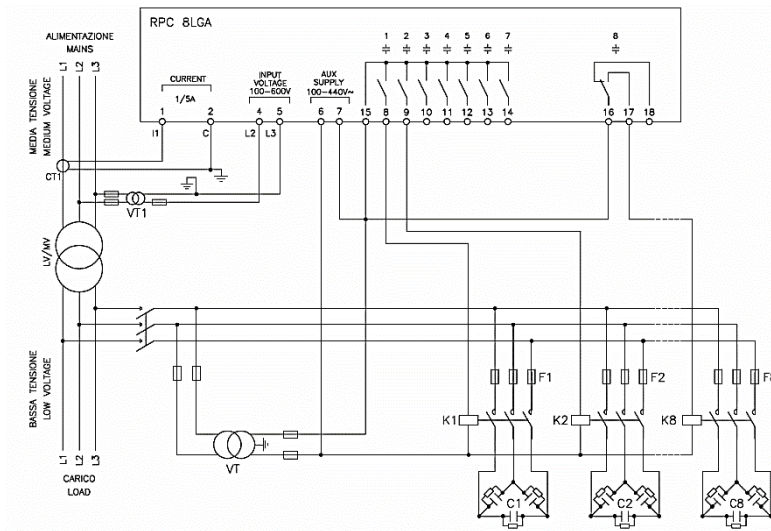 RPC 8LGA
ALIMENTAZIONE
MAINS
L1 L2 L3
MEDIA TENSIONE
MEDIUM VOLTAGE
CURRENT
1/5A
INPUT
VOLTAGE
100-600V
AUX
SUPPLY
100-440V~
1 2 3 4 5 6 7 8
1 2 4 5 6 7 15 8 9 10 11 12 13 14 16 17 18
I1 C L2 L3
CT1
VT1
LV/MV
BASSA TENSIONE
LOW VOLTAGE
F1 F2
K1 K2 K8
VT
C1 C2 C8
L1 L2 L3
CARICO
LOAD